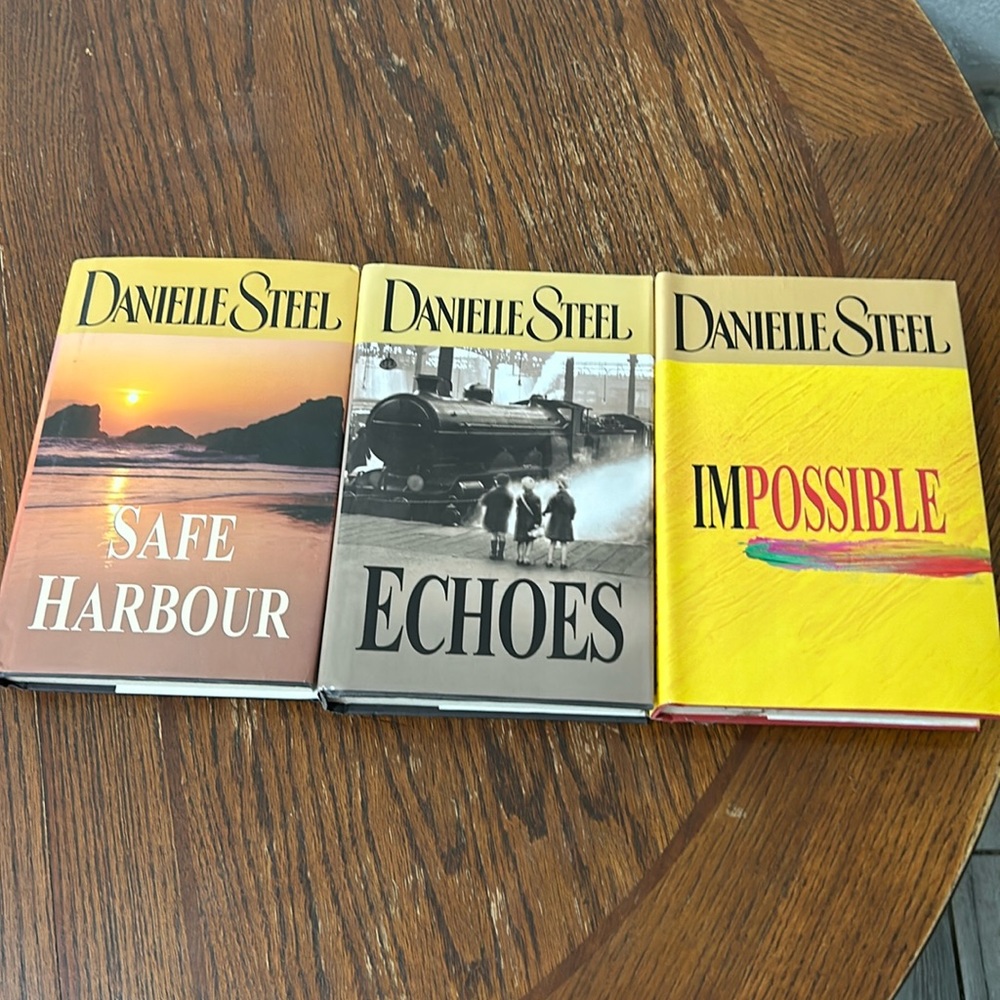 DANIELLE STEEL
SAFE
HARBOUR
DANIELLE STEEL
ECHOES
DANIELLE STEEL
IMPOSSIBLE